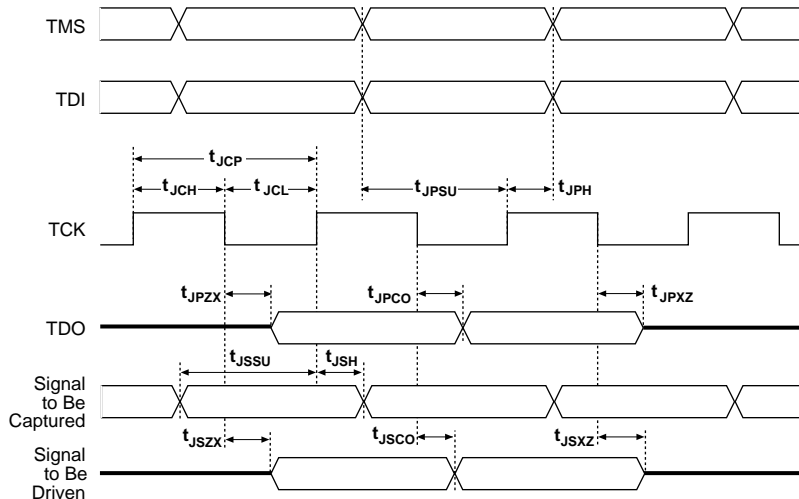 TMS
TDI
tJCP
tJCH
tJCL
tJPSU
tJPH
TCK
tJPZX
tJPCO
tJPXZ
TDO
tJSSU
tJSH
Signal
to Be
Captured
tJSZX
tJSCO
tJSXZ
Signal
to Be
Driven